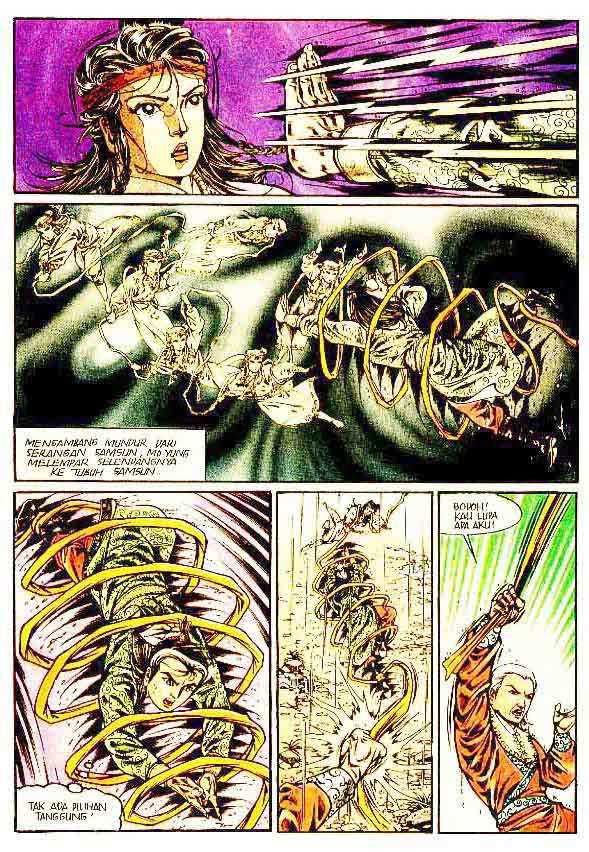 MENGAMBANG MUNDUR DARI
SERANGAN SAMSUN, MO YUNG
MELEMPAR SELENDANGNYA
KE TUBUH SAMSUN.
TAK ADA PILIHAN
TANGGUNG!
BODOH!
KAU LUPA
ADA AKU!